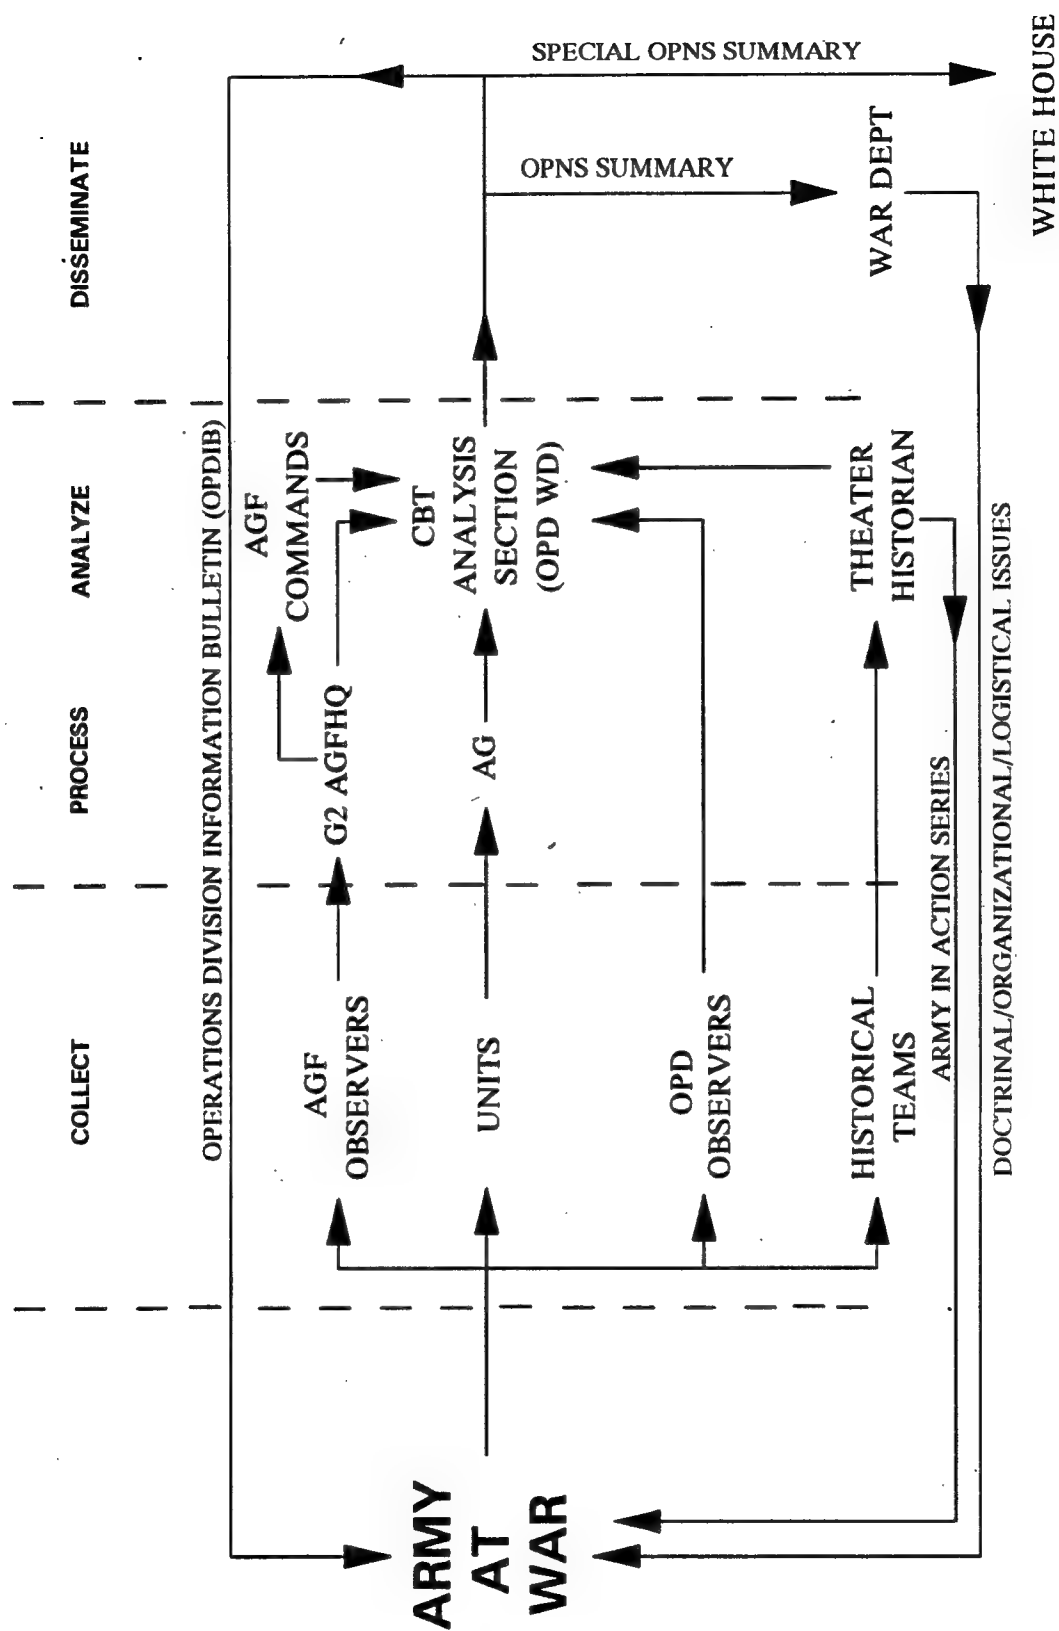 COLLECT
PROCESS
ANALYZE
DISSEMINATE
OPERATIONS DIVISION INFORMATION BULLETIN (OPDIB)
AGF
OBSERVERS
G2 AGFHQ
AGF
COMMANDS
ARMY
AT
WAR
UNITS
AG
CBT
ANALYSIS
SECTION
(OPD WD)
SPECIAL OPNS SUMMARY
OPNS SUMMARY
OPD
OBSERVERS
HISTORICAL
TEAMS
THEATER
HISTORIAN
WAR DEPT
ARMY IN ACTION SERIES
DOCTRINAL/ORGANIZATIONAL/LOGISTICAL ISSUES
WHITE HOUSE